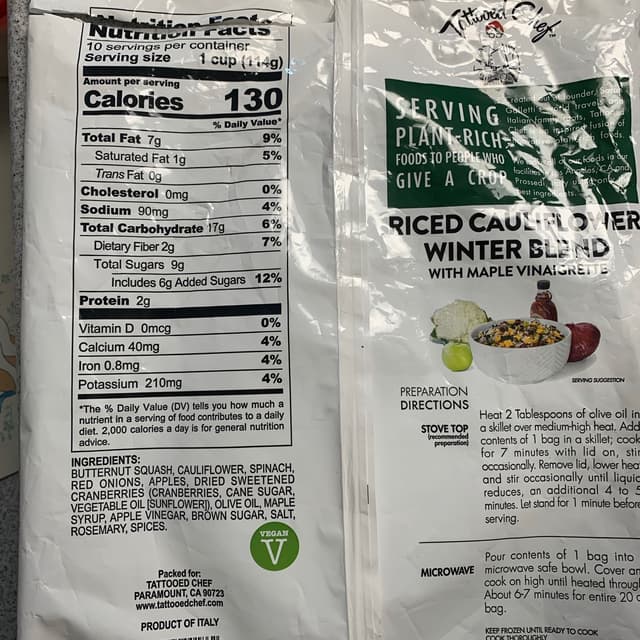 Nutrition Facts
10 servings per container
Serving size 1 cup (114g)
Amount per serving
Calories 130
% Daily Value*
Total Fat 7g 9%
Saturated Fat 1g 5%
Trans Fat 0g
Cholesterol 0mg 0%
Sodium 90mg 4%
Total Carbohydrate 17g 6%
Dietary Fiber 2g 7%
Total Sugars 9g
Includes 6g Added Sugars 12%
Protein 2g
Vitamin D 0mcg 0%
Calcium 40mg 4%
Iron 0.8mg 4%
Potassium 210mg 4%
*The % Daily Value (DV) tells you how much a
nutrient in a serving of food contributes to a daily
diet. 2,000 calories a day is for general nutrition
advice.
INGREDIENTS:
BUTTERNUT SQUASH, CAULIFLOWER, SPINACH,
RED ONIONS, APPLES, DRIED SWEETENED
CRANBERRIES (CRANBERRIES, CANE SUGAR,
VEGETABLE OIL [SUNFLOWER]), OLIVE OIL, MAPLE
SYRUP, APPLE VINEGAR, BROWN SUGAR, SALT,
ROSEMARY, SPICES.
VEGAN
V
Packed for:
TATTOOED CHEF
PARAMOUNT, CA 90723
www.tattooedchef.com
PRODUCT OF ITALY
Tattooed Chef
SERVING
PLANT-RICH
FOODS TO PEOPLE WHO
GIVE A CROP
RICED CAULIFLOWER
WINTER BLEND
WITH MAPLE VINAIGRETTE
SERVING SUGGESTION
PREPARATION
DIRECTIONS
STOVE TOP
(recommended
preparation)
Heat 2 Tablespoons of olive oil in
a skillet over medium-high heat. Add
contents of 1 bag in a skillet; cook
for 7 minutes with lid on, stir
occasionally. Remove lid, lower heat
and stir occasionally until liquid
reduces, an additional 4 to 5
minutes. Let stand for 1 minute before
serving.
MICROWAVE
Pour contents of 1 bag into
microwave safe bowl. Cover an
cook on high until heated through
About 6-7 minutes for entire 20
bag.
KEEP FROZEN UNTIL READY TO COOK
COOK THOROUGHLY